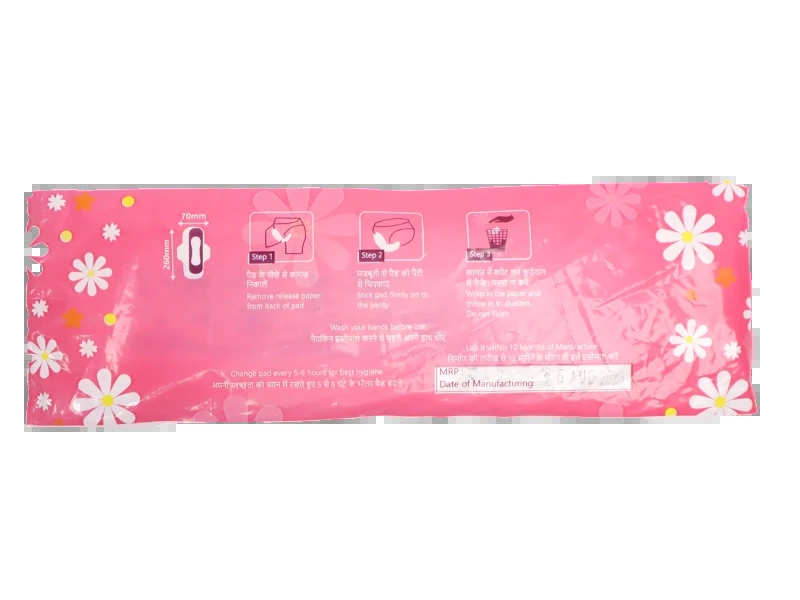 70mm
260mm
Step 1
पैड के पीछे से कागज़
निकालें
Remove release paper
from back of pad
Step 2
मजबूती से पैड को पैंटी
से चिपकाएं
Stick pad firmly on to
the panty
Step 3
कागज़ में लपेट कर कूड़ेदान
में फेंके।
Wrap in the paper and
throw in to dustbin
Do not Flush
Wash your hands before use
नैपकिन इस्तेमाल करने से पहले अपने हाथ धोएं
Use it within 12 Months of Manufacture
निर्माण की तारीख से 12 महीने के भीतर ही इसे इस्तेमाल करें
Change pad every 5-6 hours for best hygiene
अपनी स्वच्छता को ध्यान में रखते हुए 5 से 6 घंटे के भीतर पैड बदलें
MRP :
Date of Manufacturing: AUG